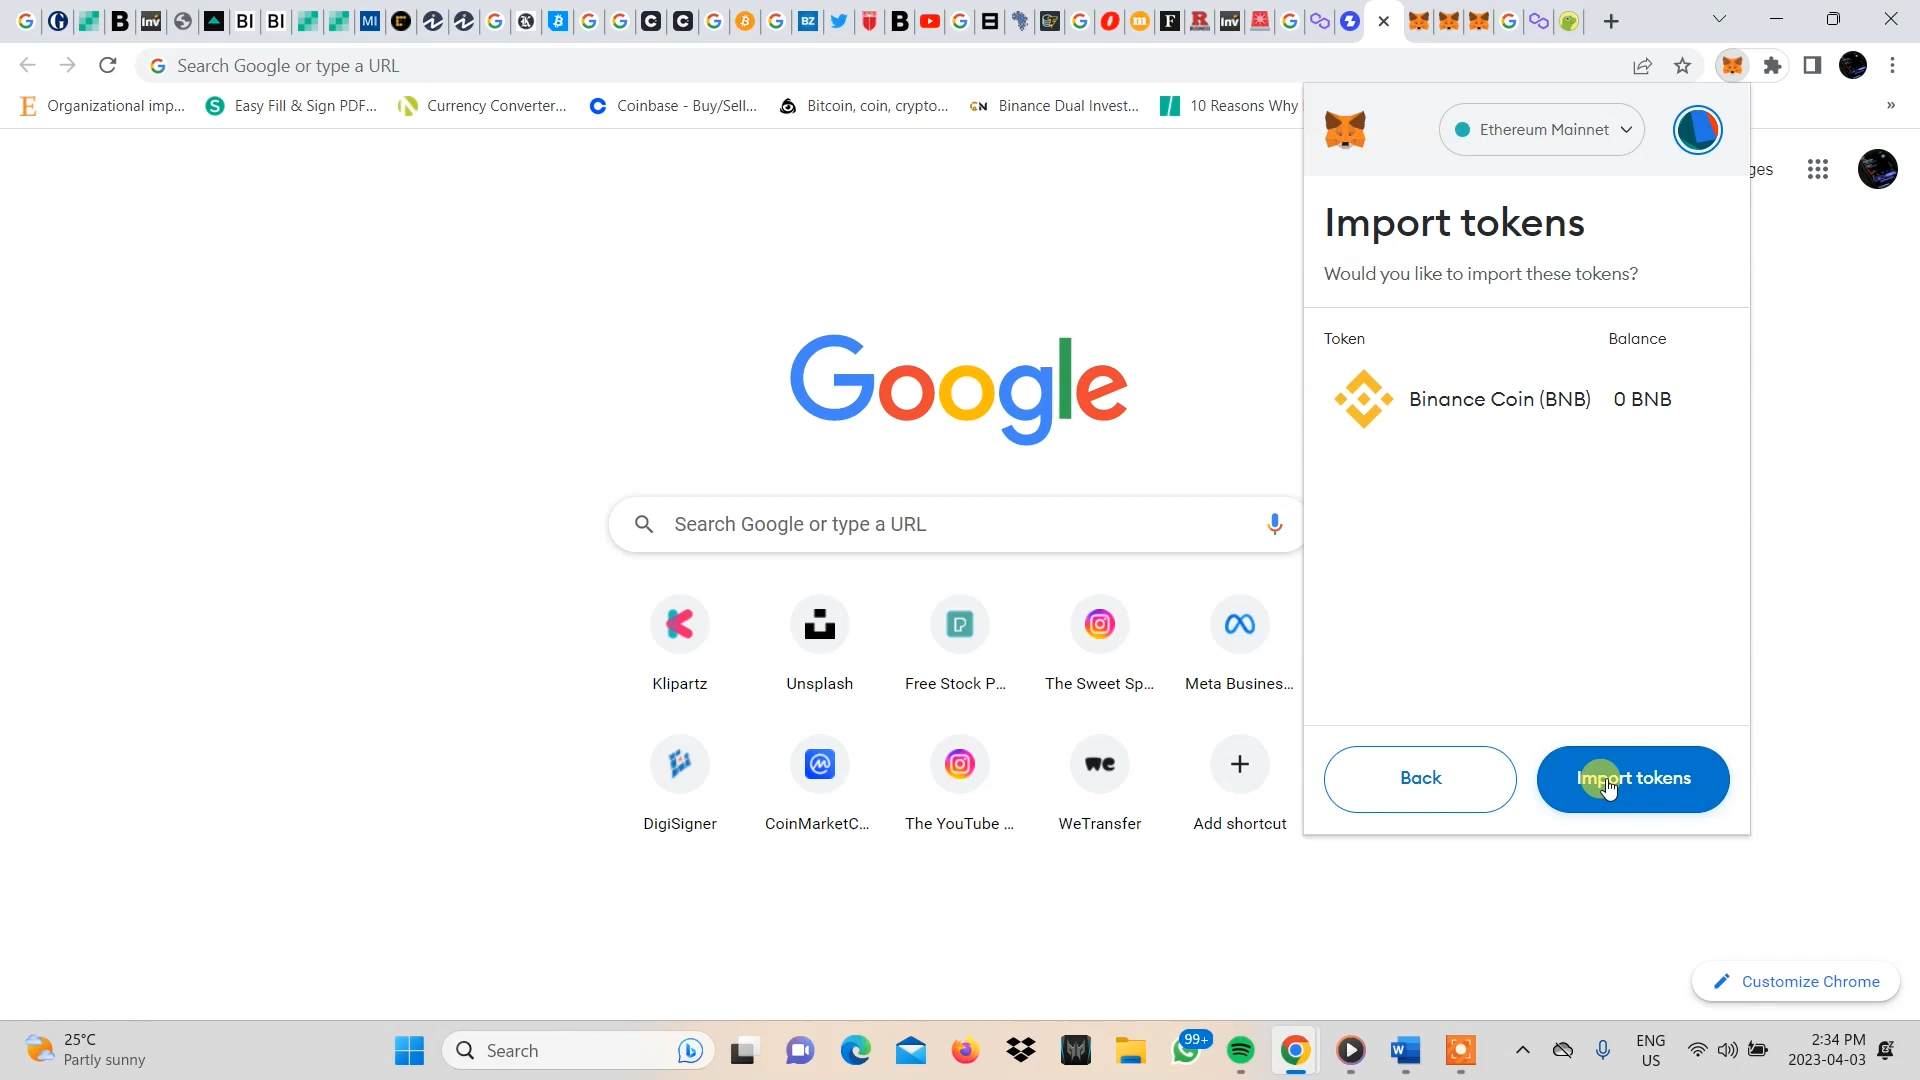 Search Google or type a URL
Organizational imp...
Easy Fill & Sign PDF...
Currency Converter...
Coinbase - Buy/Sell...
Bitcoin, coin, crypto...
Binance Dual Invest...
10 Reasons Why
»
Ethereum Mainnet
ges
Import tokens
Would you like to import these tokens?
Token Balance
Binance Coin (BNB) 0 BNB
Back
Import tokens
Google
Search Google or type a URL
Klipartz
Unsplash
Free Stock P...
The Sweet Sp...
Meta Busines...
DigiSigner
CoinMarketC...
The YouTube ...
WeTransfer
Add shortcut
Customize Chrome
25°C
Partly sunny
Search
99+
ENG
US
2:34 PM
2023-04-03